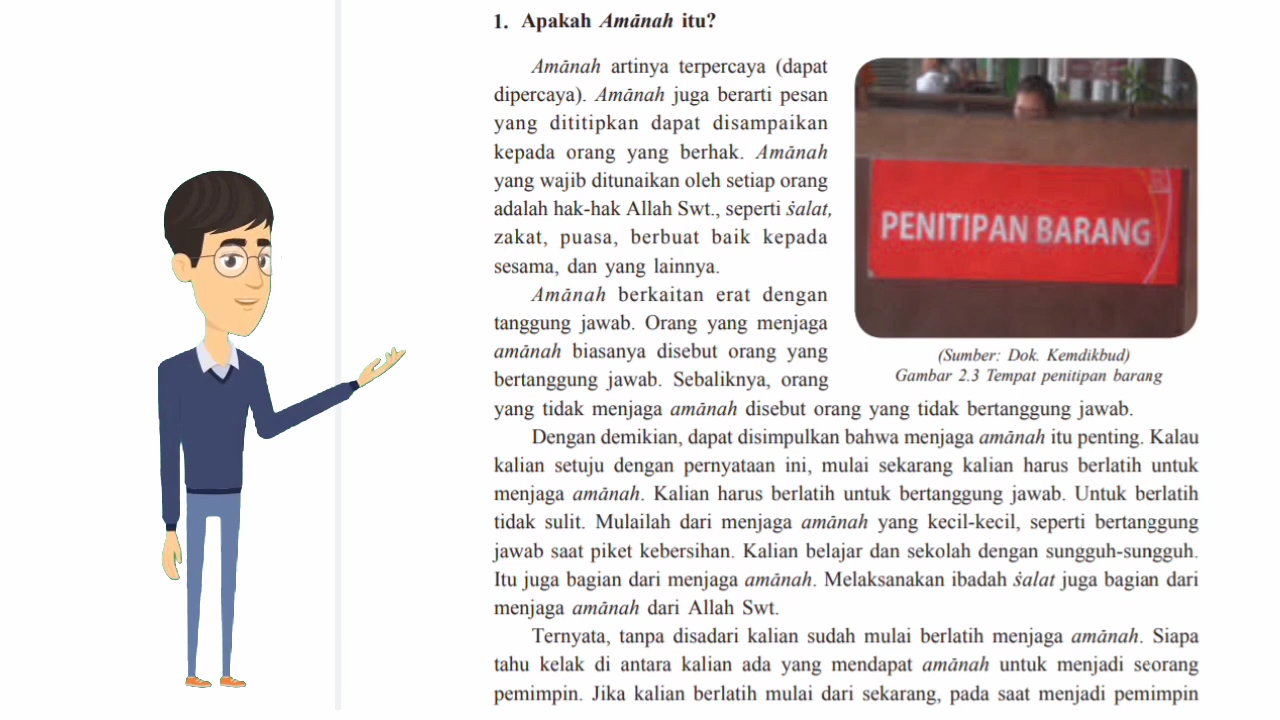 1. Apakah Amānah itu?
Amānah artinya terpercaya (dapat
dipercaya). Amānah juga berarti pesan
yang dititipkan dapat disampaikan
kepada orang yang berhak. Amānah
yang wajib ditunaikan oleh setiap orang
adalah hak-hak Allah Swt., seperti ṡalat,
zakat, puasa, berbuat baik kepada
sesama, dan yang lainnya.
Amānah berkaitan erat dengan
tanggung jawab. Orang yang menjaga
amānah biasanya disebut orang yang
bertanggung jawab. Sebaliknya, orang
yang tidak menjaga amānah disebut orang yang tidak bertanggung jawab.
PENITIPAN BARANG
(Sumber: Dok. Kemdikbud)
Gambar 2.3 Tempat penitipan barang
Dengan demikian, dapat disimpulkan bahwa menjaga amānah itu penting. Kalau
kalian setuju dengan pernyataan ini, mulai sekarang kalian harus berlatih untuk
menjaga amānah. Kalian harus berlatih untuk bertanggung jawab. Untuk berlatih
tidak sulit. Mulailah dari menjaga amānah yang kecil-kecil, seperti bertanggung
jawab saat piket kebersihan. Kalian belajar dan sekolah dengan sungguh-sungguh.
Itu juga bagian dari menjaga amānah. Melaksanakan ibadah ṡalat juga bagian dari
menjaga amānah dari Allah Swt.
Ternyata, tanpa disadari kalian sudah mulai berlatih menjaga amānah. Siapa
tahu kelak di antara kalian ada yang mendapat amānah untuk menjadi seorang
pemimpin. Jika kalian berlatih mulai dari sekarang, pada saat menjadi pemimpin